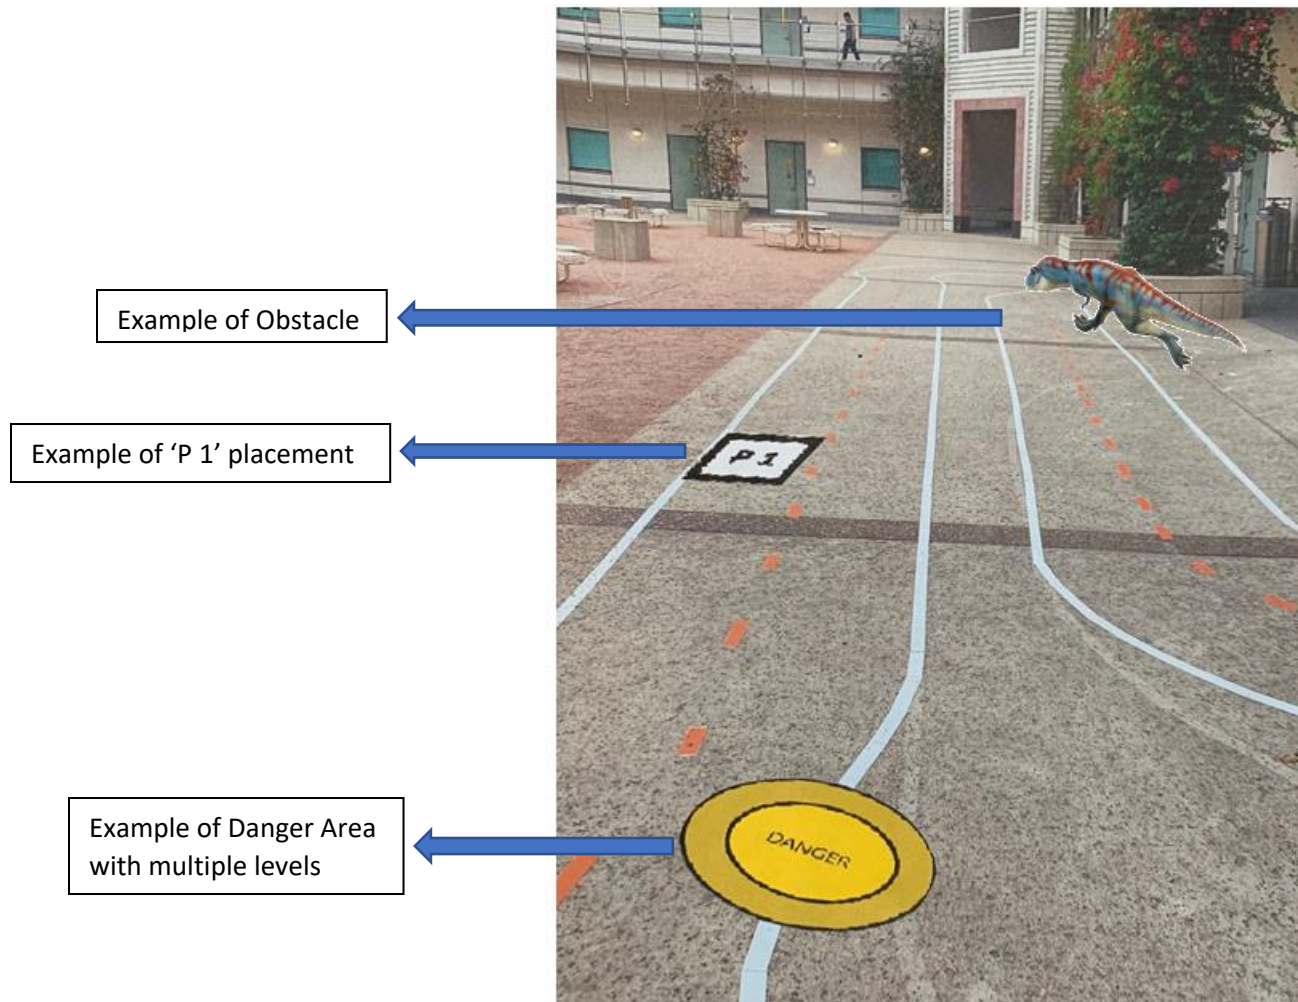 Example of Obstacle
Example of ‘P 1’ placement
P 1
Example of Danger Area
with multiple levels
DANGER